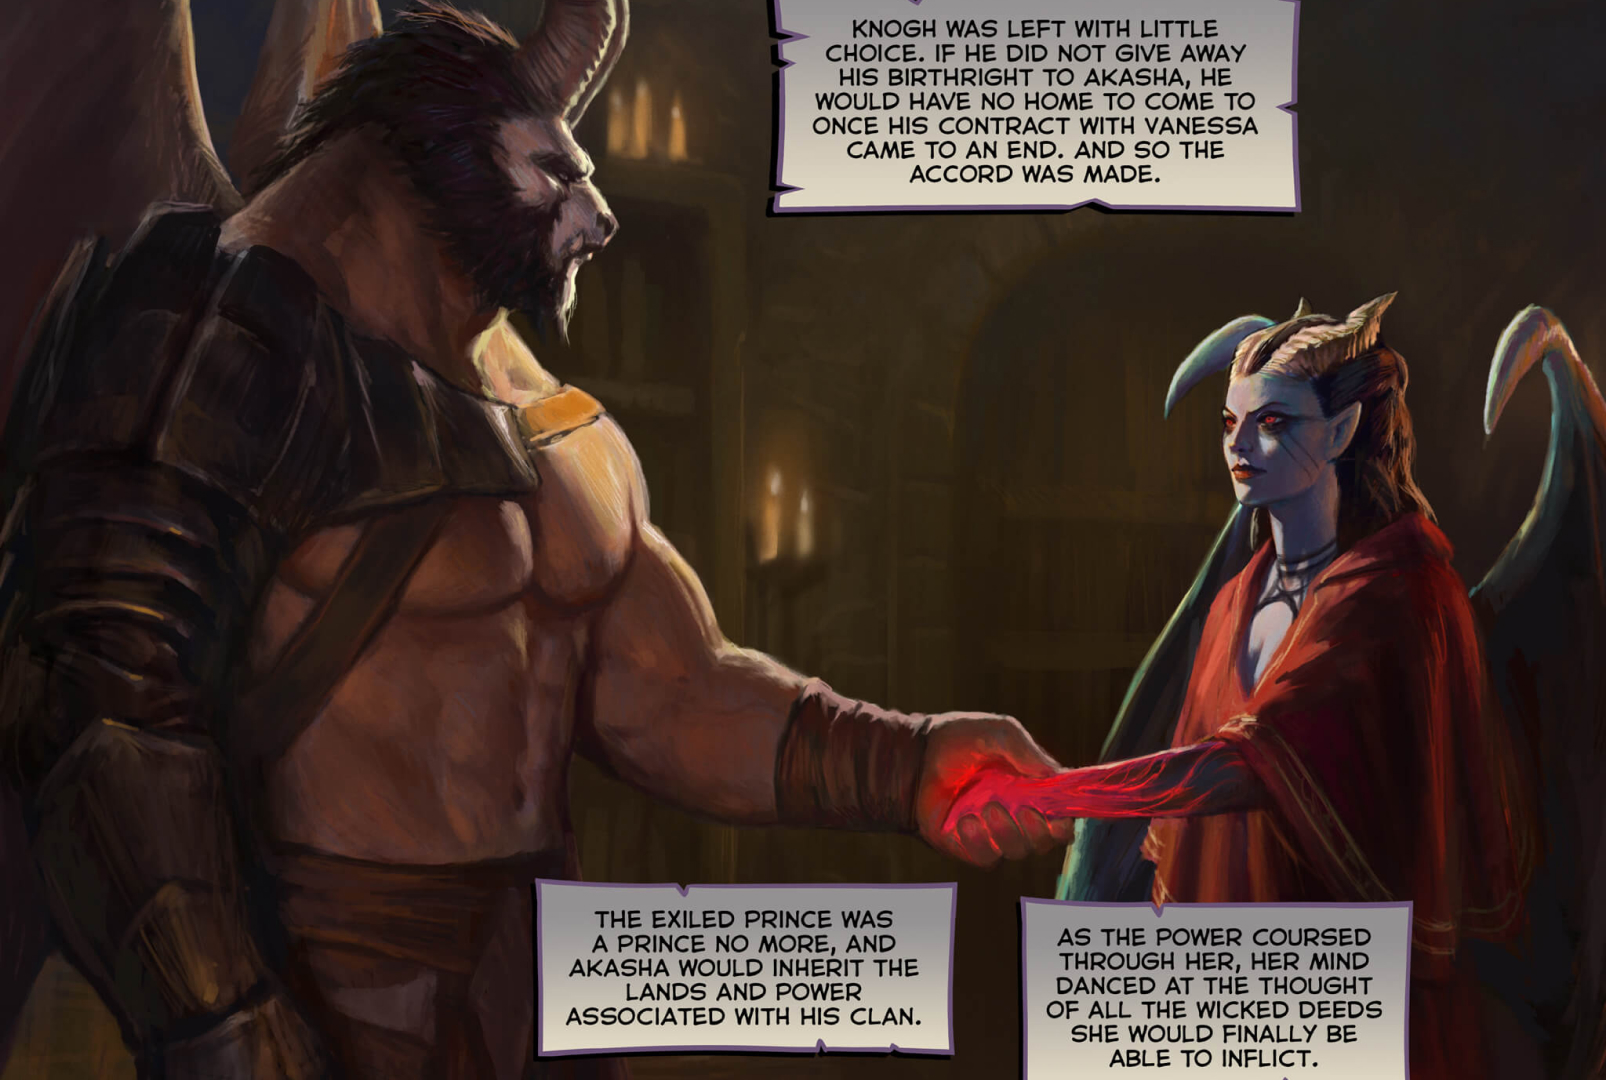 KNOGH WAS LEFT WITH LITTLE
CHOICE. IF HE DID NOT GIVE AWAY
HIS BIRTHRIGHT TO AKASHA, HE
WOULD HAVE NO HOME TO COME TO
ONCE HIS CONTRACT WITH VANESSA
CAME TO AN END. AND SO THE
ACCORD WAS MADE.
THE EXILED PRINCE WAS
A PRINCE NO MORE, AND
AKASHA WOULD INHERIT THE
LANDS AND POWER
ASSOCIATED WITH HIS CLAN.
AS THE POWER COURSED
THROUGH HER, HER MIND
DANCED AT THE THOUGHT
OF ALL THE WICKED DEEDS
SHE WOULD FINALLY BE
ABLE TO INFLICT.